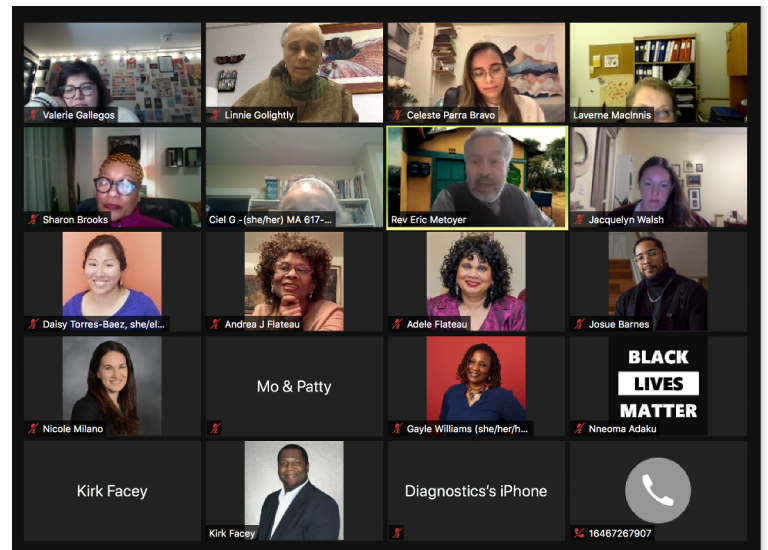 Valerie Gallegos
Linnie Golightly
Celeste Parra Bravo
Laverne MacInnis
Sharon Brooks
Ciel G -(she/her) MA 617-...
Rev Eric Metoyer
Jacquelyn Walsh
Daisy Torres-Baez, she/el...
Andrea J Flateau
Adele Flateau
Josue Barnes
Nicole Milano
Mo & Patty
Gayle Williams (she/her/h...
BLACK
LIVES
MATTER
Nneoma Adaku
Kirk Facey
Kirk Facey
Diagnostics's iPhone
16467267907